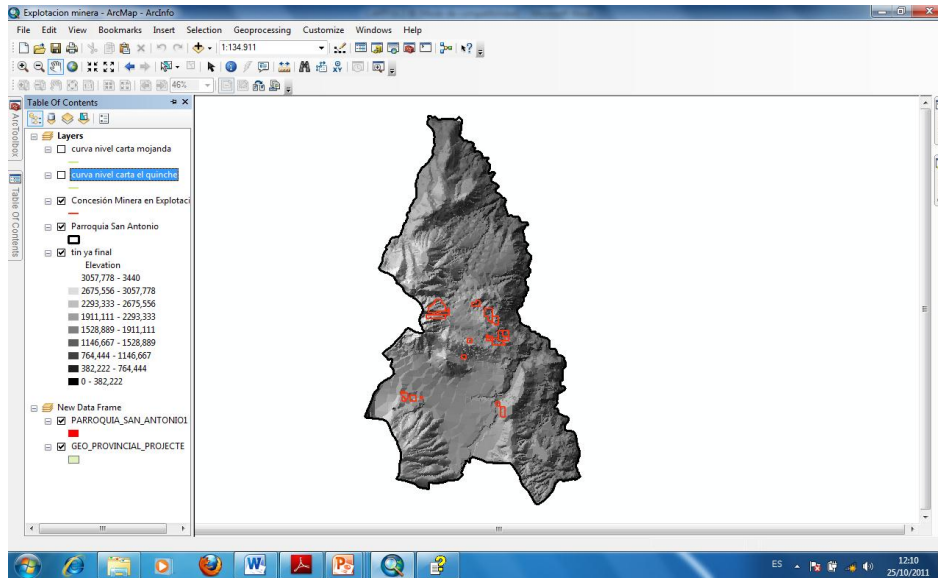 Explotacion minera - ArcMap - ArcInfo
File Edit View Bookmarks Insert Selection Geoprocessing Customize Windows Help
1:134.911
46%
Table Of Contents
ArcToolbox
Table Of Contents
Layers
curva nivel carta mojanda
curva nivel carta el quinche
Concesión Minera en Explotaci
Parroquia San Antonio
tin ya final
Elevation
3057,778 - 3440
2675,556 - 3057,778
2293,333 - 2675,556
1911,111 - 2293,333
1528,889 - 1911,111
1146,667 - 1528,889
764,444 - 1146,667
382,222 - 764,444
0 - 382,222
New Data Frame
PARROQUIA_SAN_ANTONIO1
GEO_PROVINCIAL_PROJECTE
ES
12:10
25/10/2011